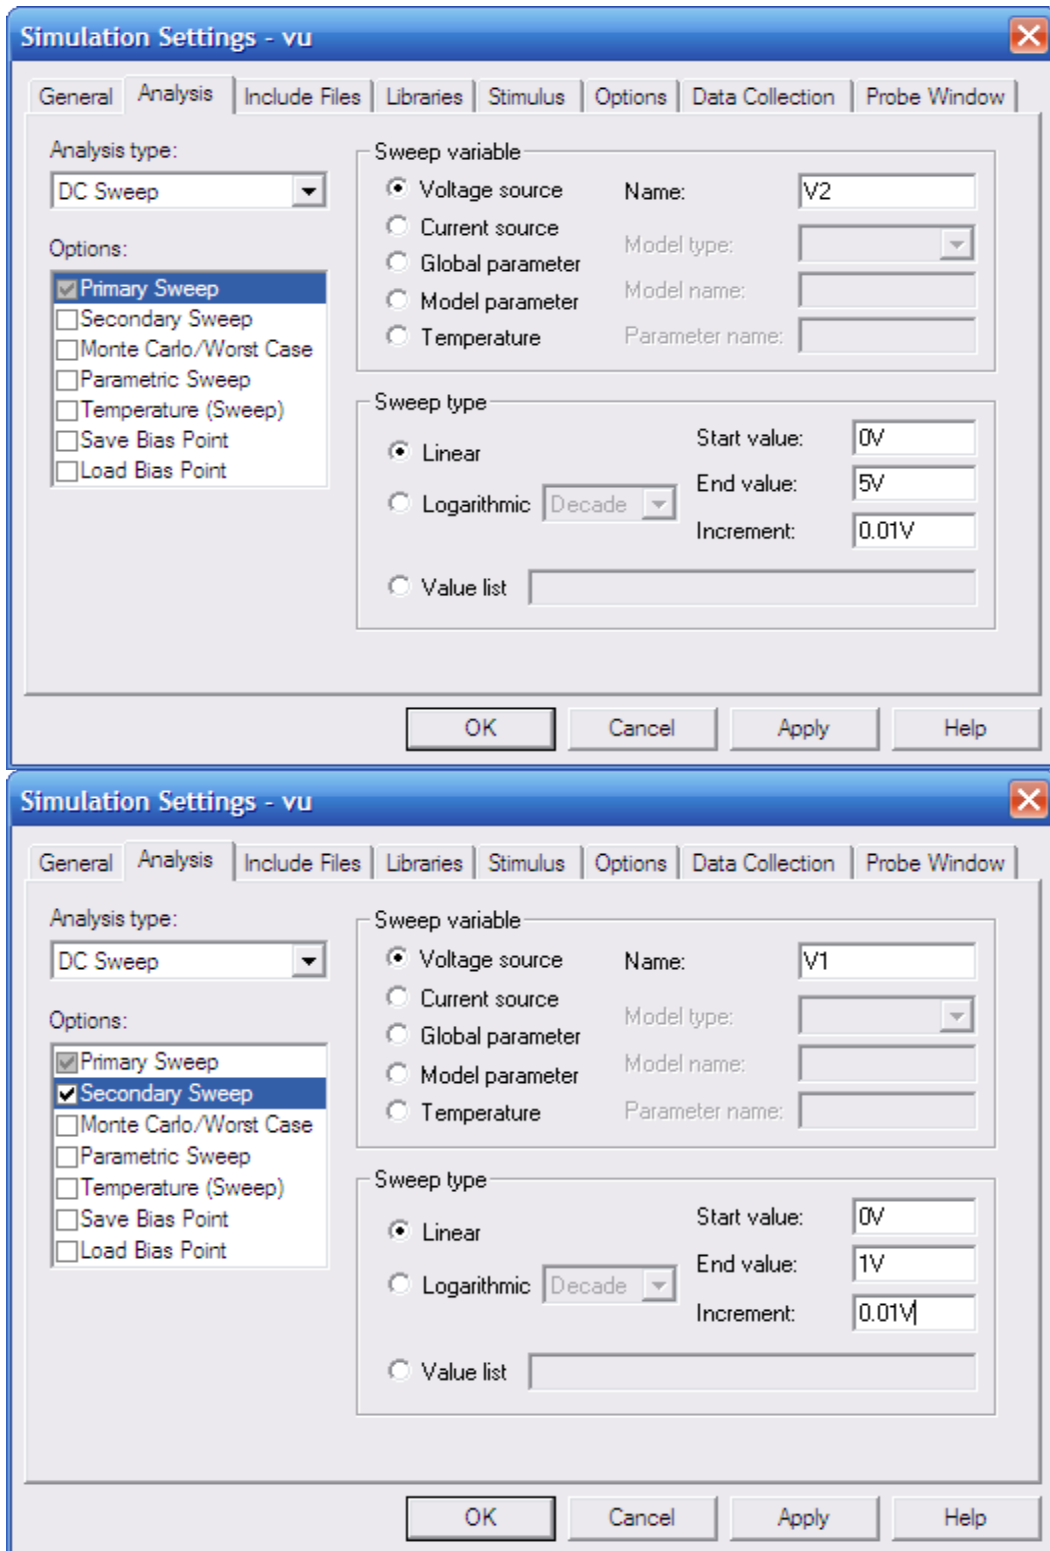 Simulation Settings - vu
General Analysis Include Files Libraries Stimulus Options Data Collection Probe Window
Analysis type:
DC Sweep
Options:
Primary Sweep
Secondary Sweep
Monte Carlo/Worst Case
Parametric Sweep
Temperature (Sweep)
Save Bias Point
Load Bias Point
Sweep variable
Voltage source Name: V2
Current source
Model type:
Global parameter
Model name:
Model parameter
Temperature Parameter name:
Sweep type
Start value: 0V
Linear
End value: 5V
Logarithmic Decade
Increment: 0.01V
Value list
OK Cancel Apply Help
Simulation Settings - vu
General Analysis Include Files Libraries Stimulus Options Data Collection Probe Window
Analysis type:
DC Sweep
Options:
Primary Sweep
Secondary Sweep
Monte Carlo/Worst Case
Parametric Sweep
Temperature (Sweep)
Save Bias Point
Load Bias Point
Sweep variable
Voltage source Name: V1
Current source
Model type:
Global parameter
Model name:
Model parameter
Temperature Parameter name:
Sweep type
Start value: 0V
Linear
End value: 1V
Logarithmic Decade
Increment: 0.01V
Value list
OK Cancel Apply Help